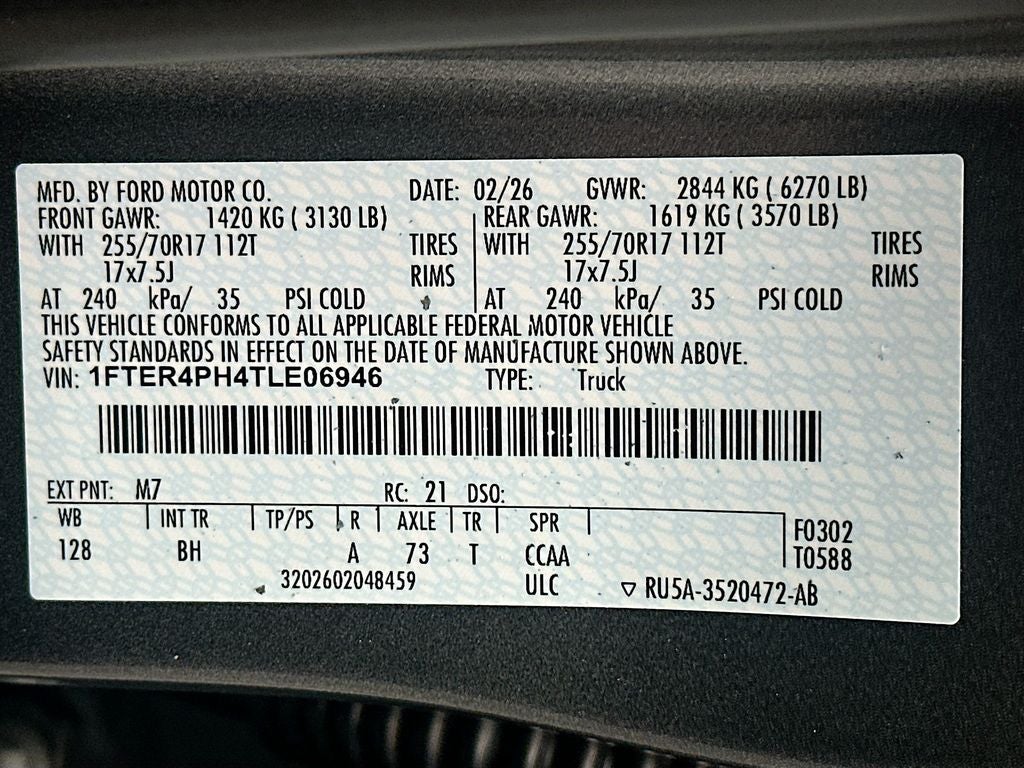 MFD. BY FORD MOTOR CO. DATE: 02/26 GVWR: 2844 KG ( 6270 LB)
FRONT GAWR: 1420 KG ( 3130 LB) REAR GAWR: 1619 KG ( 3570 LB)
WITH 255/70R17 112T TIRES WITH 255/70R17 112T TIRES
17x7.5J RIMS 17x7.5J RIMS
AT 240 kPa/ 35 PSI COLD AT 240 kPa/ 35 PSI COLD
THIS VEHICLE CONFORMS TO ALL APPLICABLE FEDERAL MOTOR VEHICLE
SAFETY STANDARDS IN EFFECT ON THE DATE OF MANUFACTURE SHOWN ABOVE.
VIN: 1FTER4PH4TLE06946 TYPE: Truck
EXT PNT: M7 RC: 21 DSO:
WB INT TR TP/PS R AXLE TR SPR F0302
128 BH A 73 T CCAA T0588
3202602048459 ULC ▽ RU5A-3520472-AB